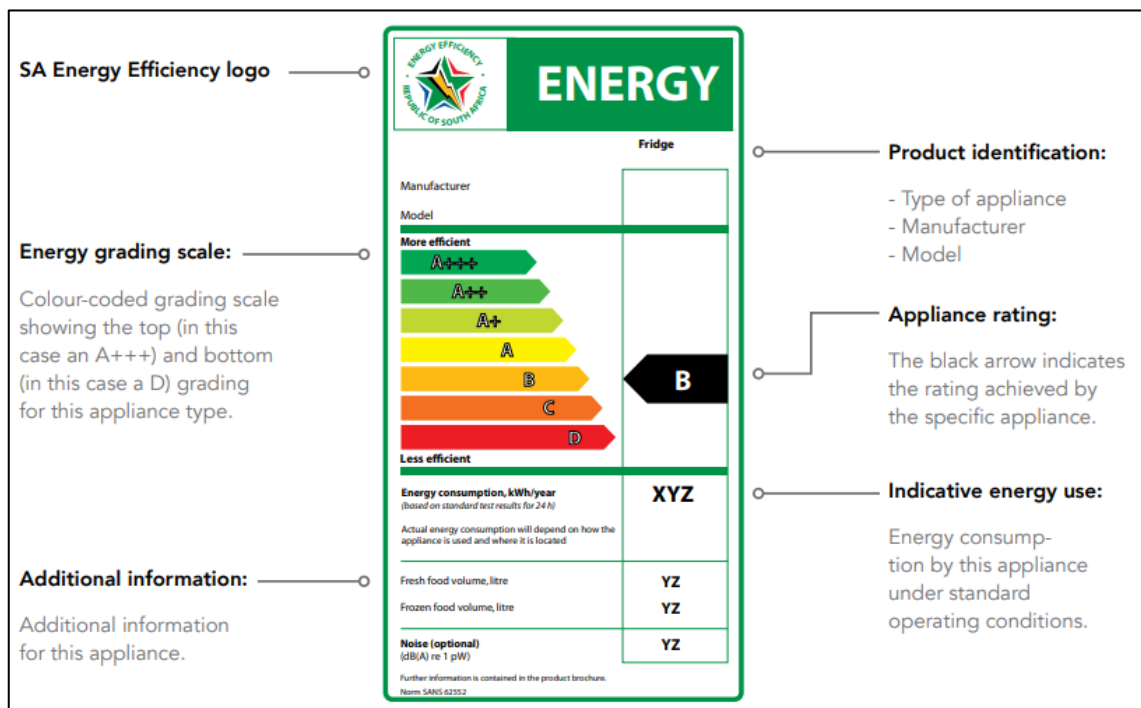 SA Energy Efficiency logo
Energy grading scale:
Colour-coded grading scale
showing the top (in this
case an A+++) and bottom
(in this case a D) grading
for this appliance type.
Additional information:
Additional information
for this appliance.
ENERGY EFFICIENCY
REPUBLIC OF SOUTH AFRICA
ENERGY
Fridge
Manufacturer
Model
More efficient
A+++
A++
A+
A
B
B
C
D
Less efficient
Energy consumption, kWh/year
XYZ
(based on standard test results for 24 h)
Actual energy consumption will depend on how the
appliance is used and where it is located
Fresh food volume, litre
YZ
Frozen food volume, litre
YZ
Noise (optional)
YZ
(dB(A) re 1 pW)
Further information is contained in the product brochure.
Norm SANS 62552
Product identification:
- Type of appliance
- Manufacturer
- Model
Appliance rating:
The black arrow indicates
the rating achieved by
the specific appliance.
Indicative energy use:
Energy consump-
tion by this appliance
under standard
operating conditions.